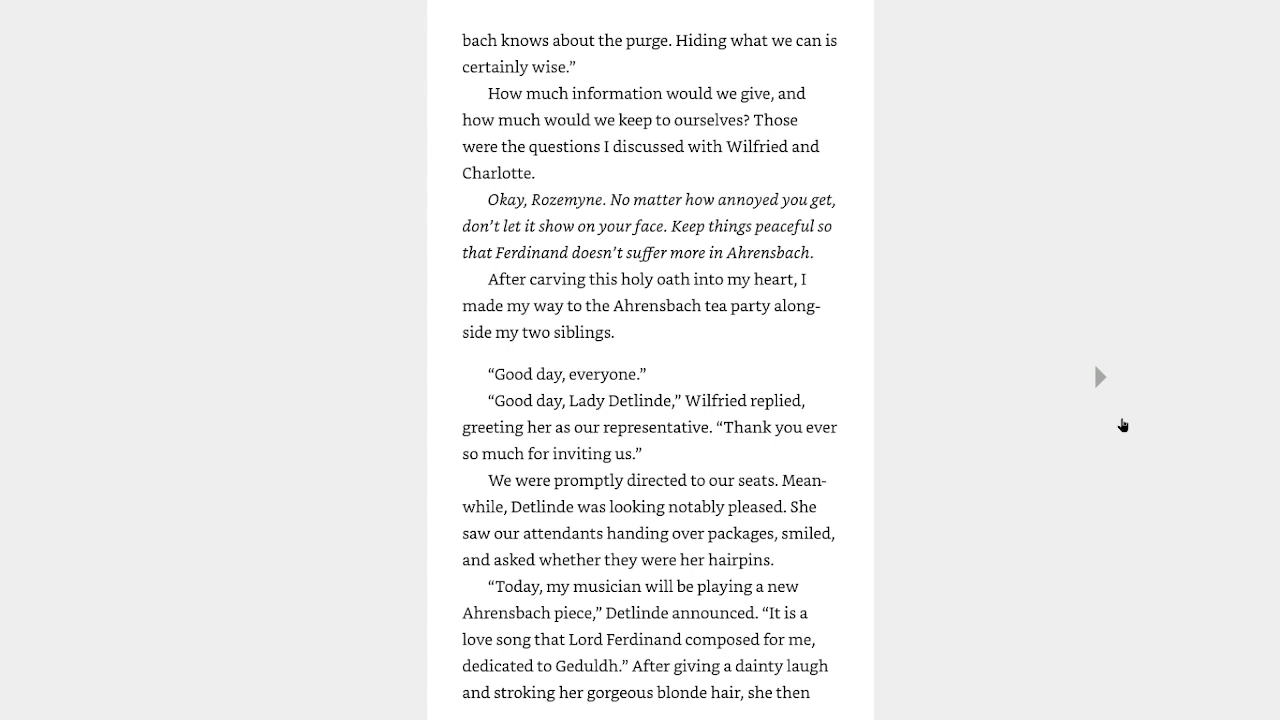 bach knows about the purge. Hiding what we can is
certainly wise.”
How much information would we give, and
how much would we keep to ourselves? Those
were the questions I discussed with Wilfried and
Charlotte.
Okay, Rozemyne. No matter how annoyed you get,
don’t let it show on your face. Keep things peaceful so
that Ferdinand doesn’t suffer more in Ahrensbach.
After carving this holy oath into my heart, I
made my way to the Ahrensbach tea party along-
side my two siblings.
“Good day, everyone.”
“Good day, Lady Detlinde,” Wilfried replied,
greeting her as our representative. “Thank you ever
so much for inviting us.”
We were promptly directed to our seats. Mean-
while, Detlinde was looking notably pleased. She
saw our attendants handing over packages, smiled,
and asked whether they were her hairpins.
“Today, my musician will be playing a new
Ahrensbach piece,” Detlinde announced. “It is a
love song that Lord Ferdinand composed for me,
dedicated to Geduldh.” After giving a dainty laugh
and stroking her gorgeous blonde hair, she then